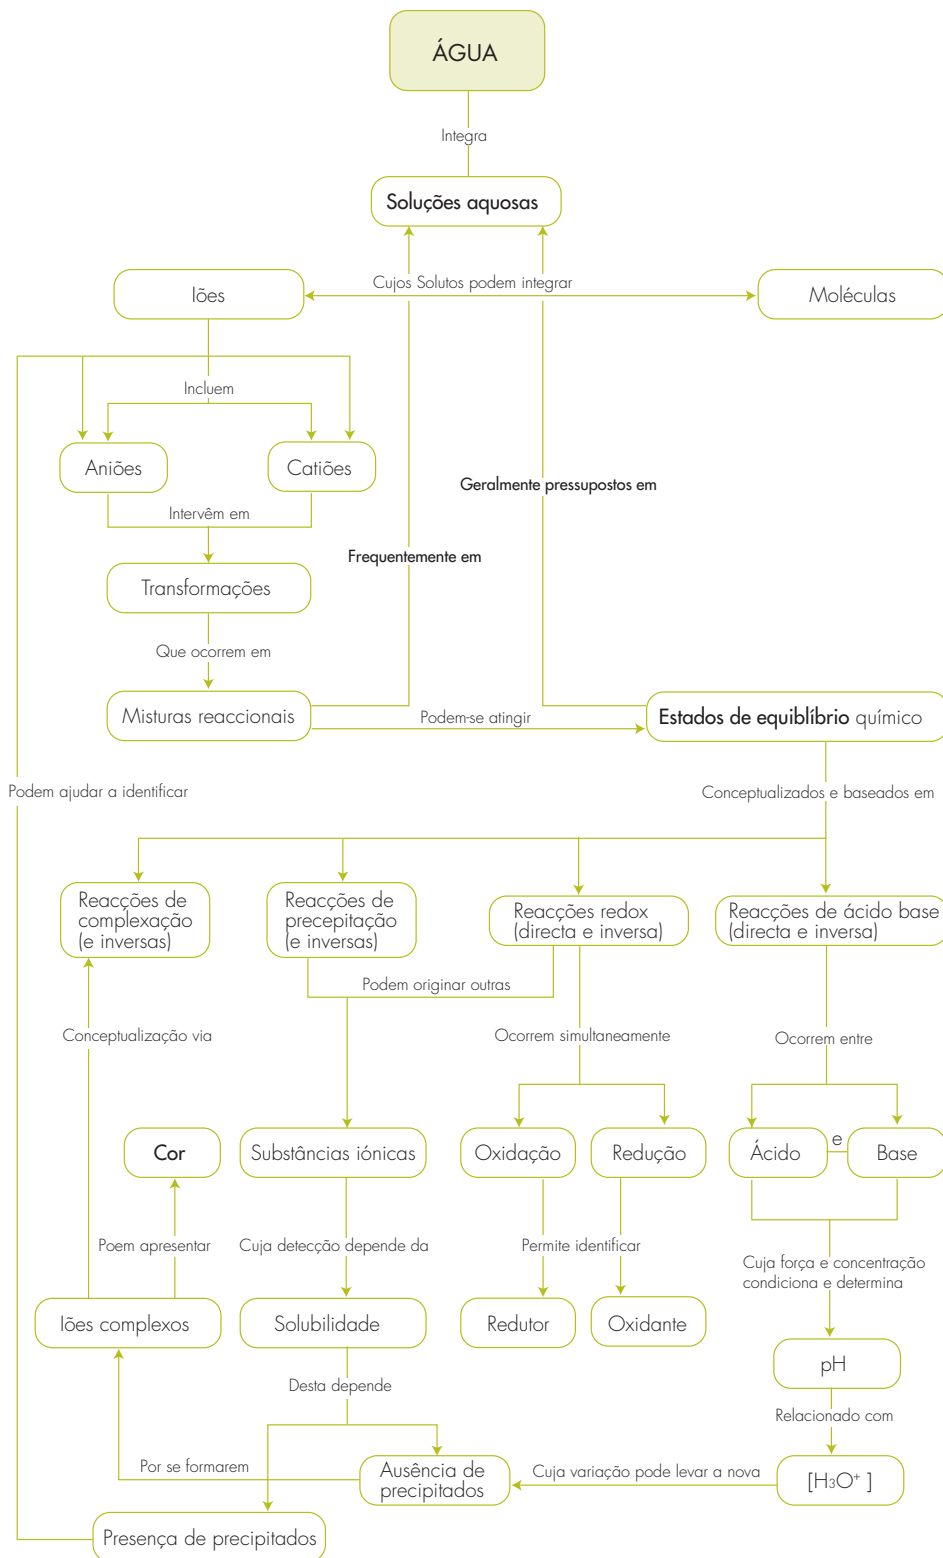 ÁGUA
Integra
Soluções aquosas
Cujos Solutos podem integrar
Iões
Moléculas
Incluem
Aniões
Catiões
Geralmente pressupostos em
Intervêm em
Frequentemente em
Transformações
Que ocorrem em
Misturas reaccionais
Podem-se atingir
Estados de equiblíbrio químico
Podem ajudar a identificar
Conceptualizados e baseados em
Reacções de
complexação
(e inversas)
Reacções de
precepitação
(e inversas)
Reacções redox
(directa e inversa)
Reacções de ácido base
(directa e inversa)
Podem originar outras
Conceptualização via
Ocorrem simultaneamente
Ocorrem entre
Cor
Substâncias iónicas
Oxidação
Redução
Ácido
e
Base
Poem apresentar
Cuja detecção depende da
Permite identificar
Cuja força e concentração
condiciona e determina
Iões complexos
Solubilidade
Redutor
Oxidante
pH
Desta depende
Relacionado com
Por se formarem
Ausência de
precipitados
Cuja variação pode levar a nova
[H₃O⁺ ]
Presença de precipitados